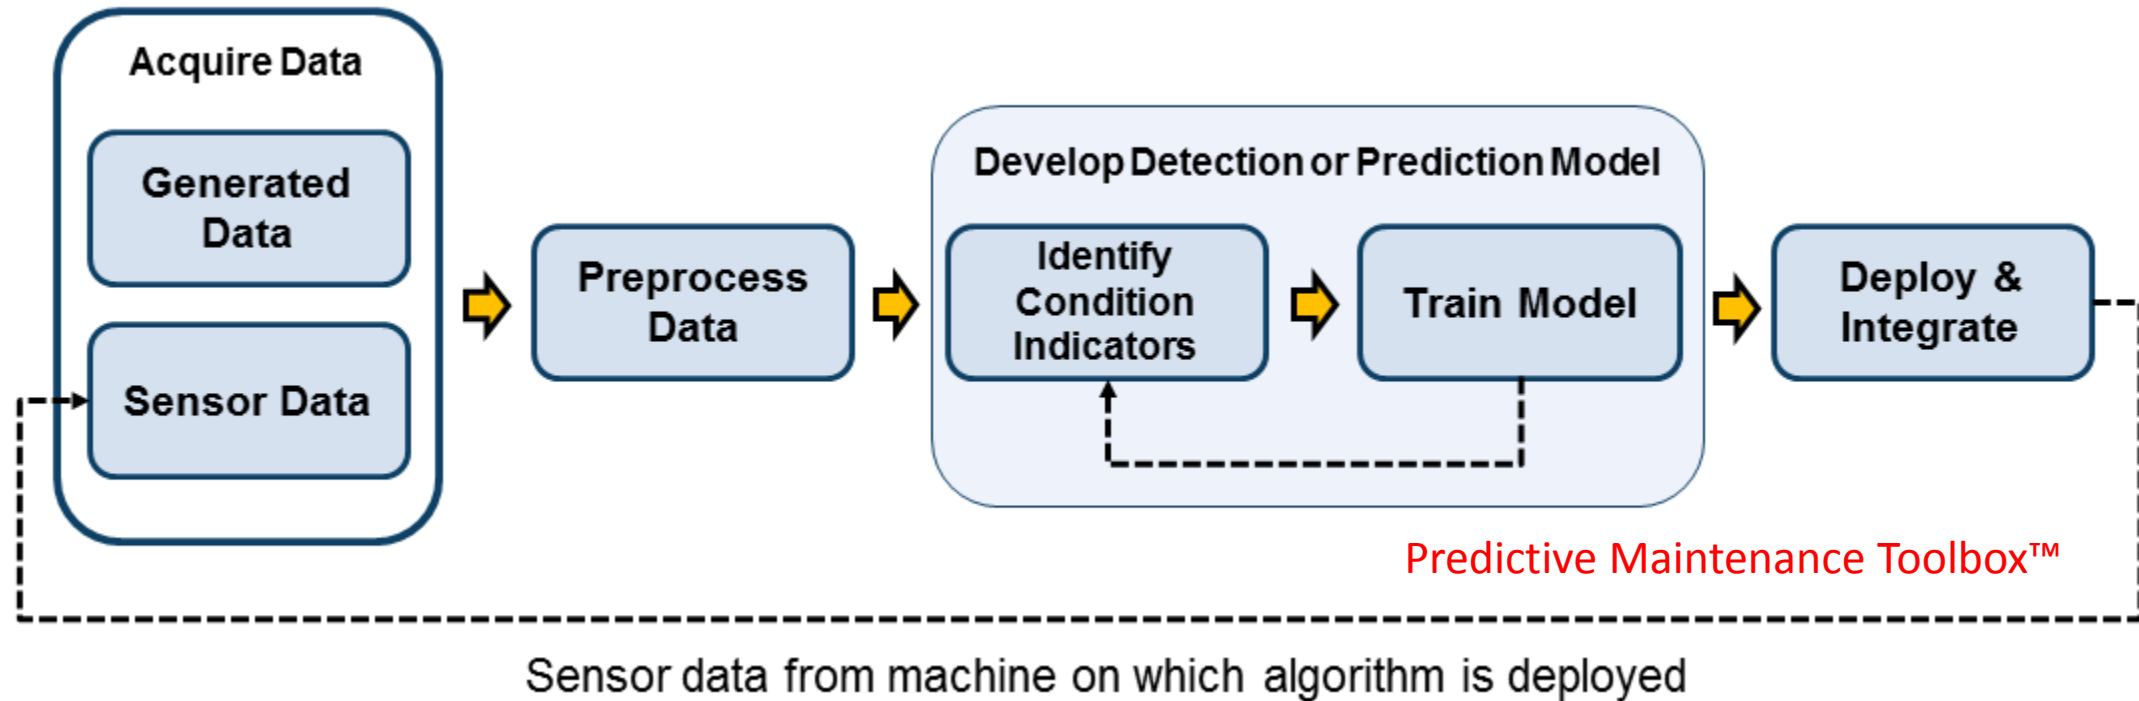 Acquire Data
Generated
Data
Sensor Data
Preprocess
Data
Develop Detection or Prediction Model
Identify
Condition
Indicators
Train Model
Deploy &
Integrate
Predictive Maintenance Toolbox™
Sensor data from machine on which algorithm is deployed